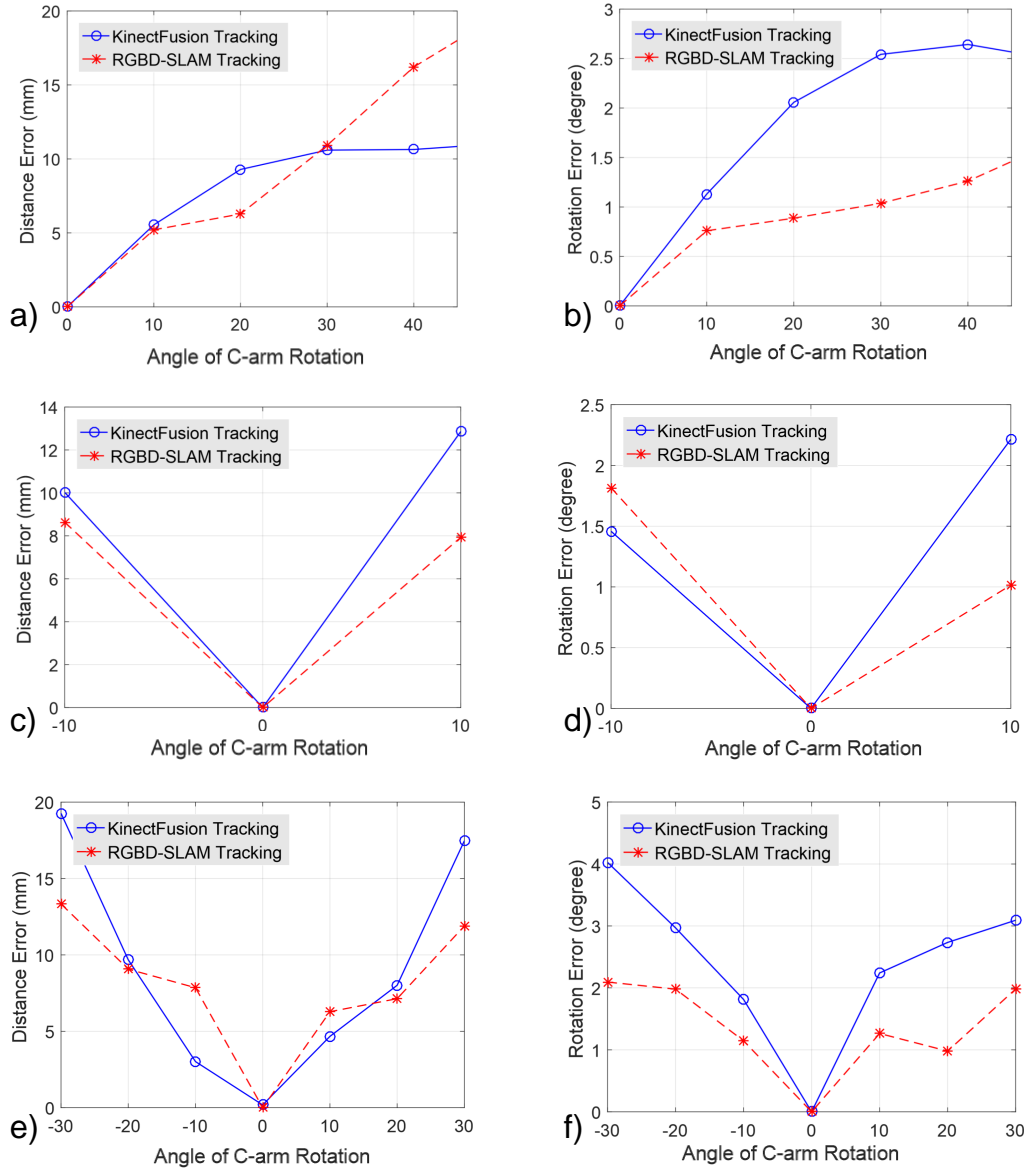 20
15
10
5
0
Distance Error (mm)
KinectFusion Tracking
RGBD-SLAM Tracking
0 10 20 30 40
Angle of C-arm Rotation
a)
3
2.5
2
1.5
1
0.5
0
Rotation Error (degree)
KinectFusion Tracking
RGBD-SLAM Tracking
0 10 20 30 40
Angle of C-arm Rotation
b)
14
12
10
8
6
4
2
0
Distance Error (mm)
KinectFusion Tracking
RGBD-SLAM Tracking
-10 0 10
Angle of C-arm Rotation
c)
2.5
2
1.5
1
0.5
0
Rotation Error (degree)
KinectFusion Tracking
RGBD-SLAM Tracking
-10 0 10
Angle of C-arm Rotation
d)
20
15
10
5
0
Distance Error (mm)
KinectFusion Tracking
RGBD-SLAM Tracking
-30 -20 -10 0 10 20 30
Angle of C-arm Rotation
e)
5
4
3
2
1
0
Rotation Error (degree)
KinectFusion Tracking
RGBD-SLAM Tracking
-30 -20 -10 0 10 20 30
Angle of C-arm Rotation
f)